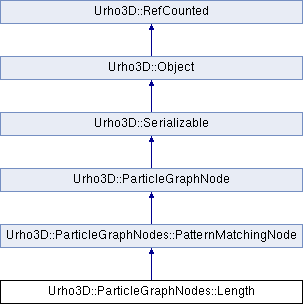 Urho3D::RefCounted
Urho3D::Object
Urho3D::Serializable
Urho3D::ParticleGraphNode
Urho3D::ParticleGraphNodes::PatternMatchingNode
Urho3D::ParticleGraphNodes::Length